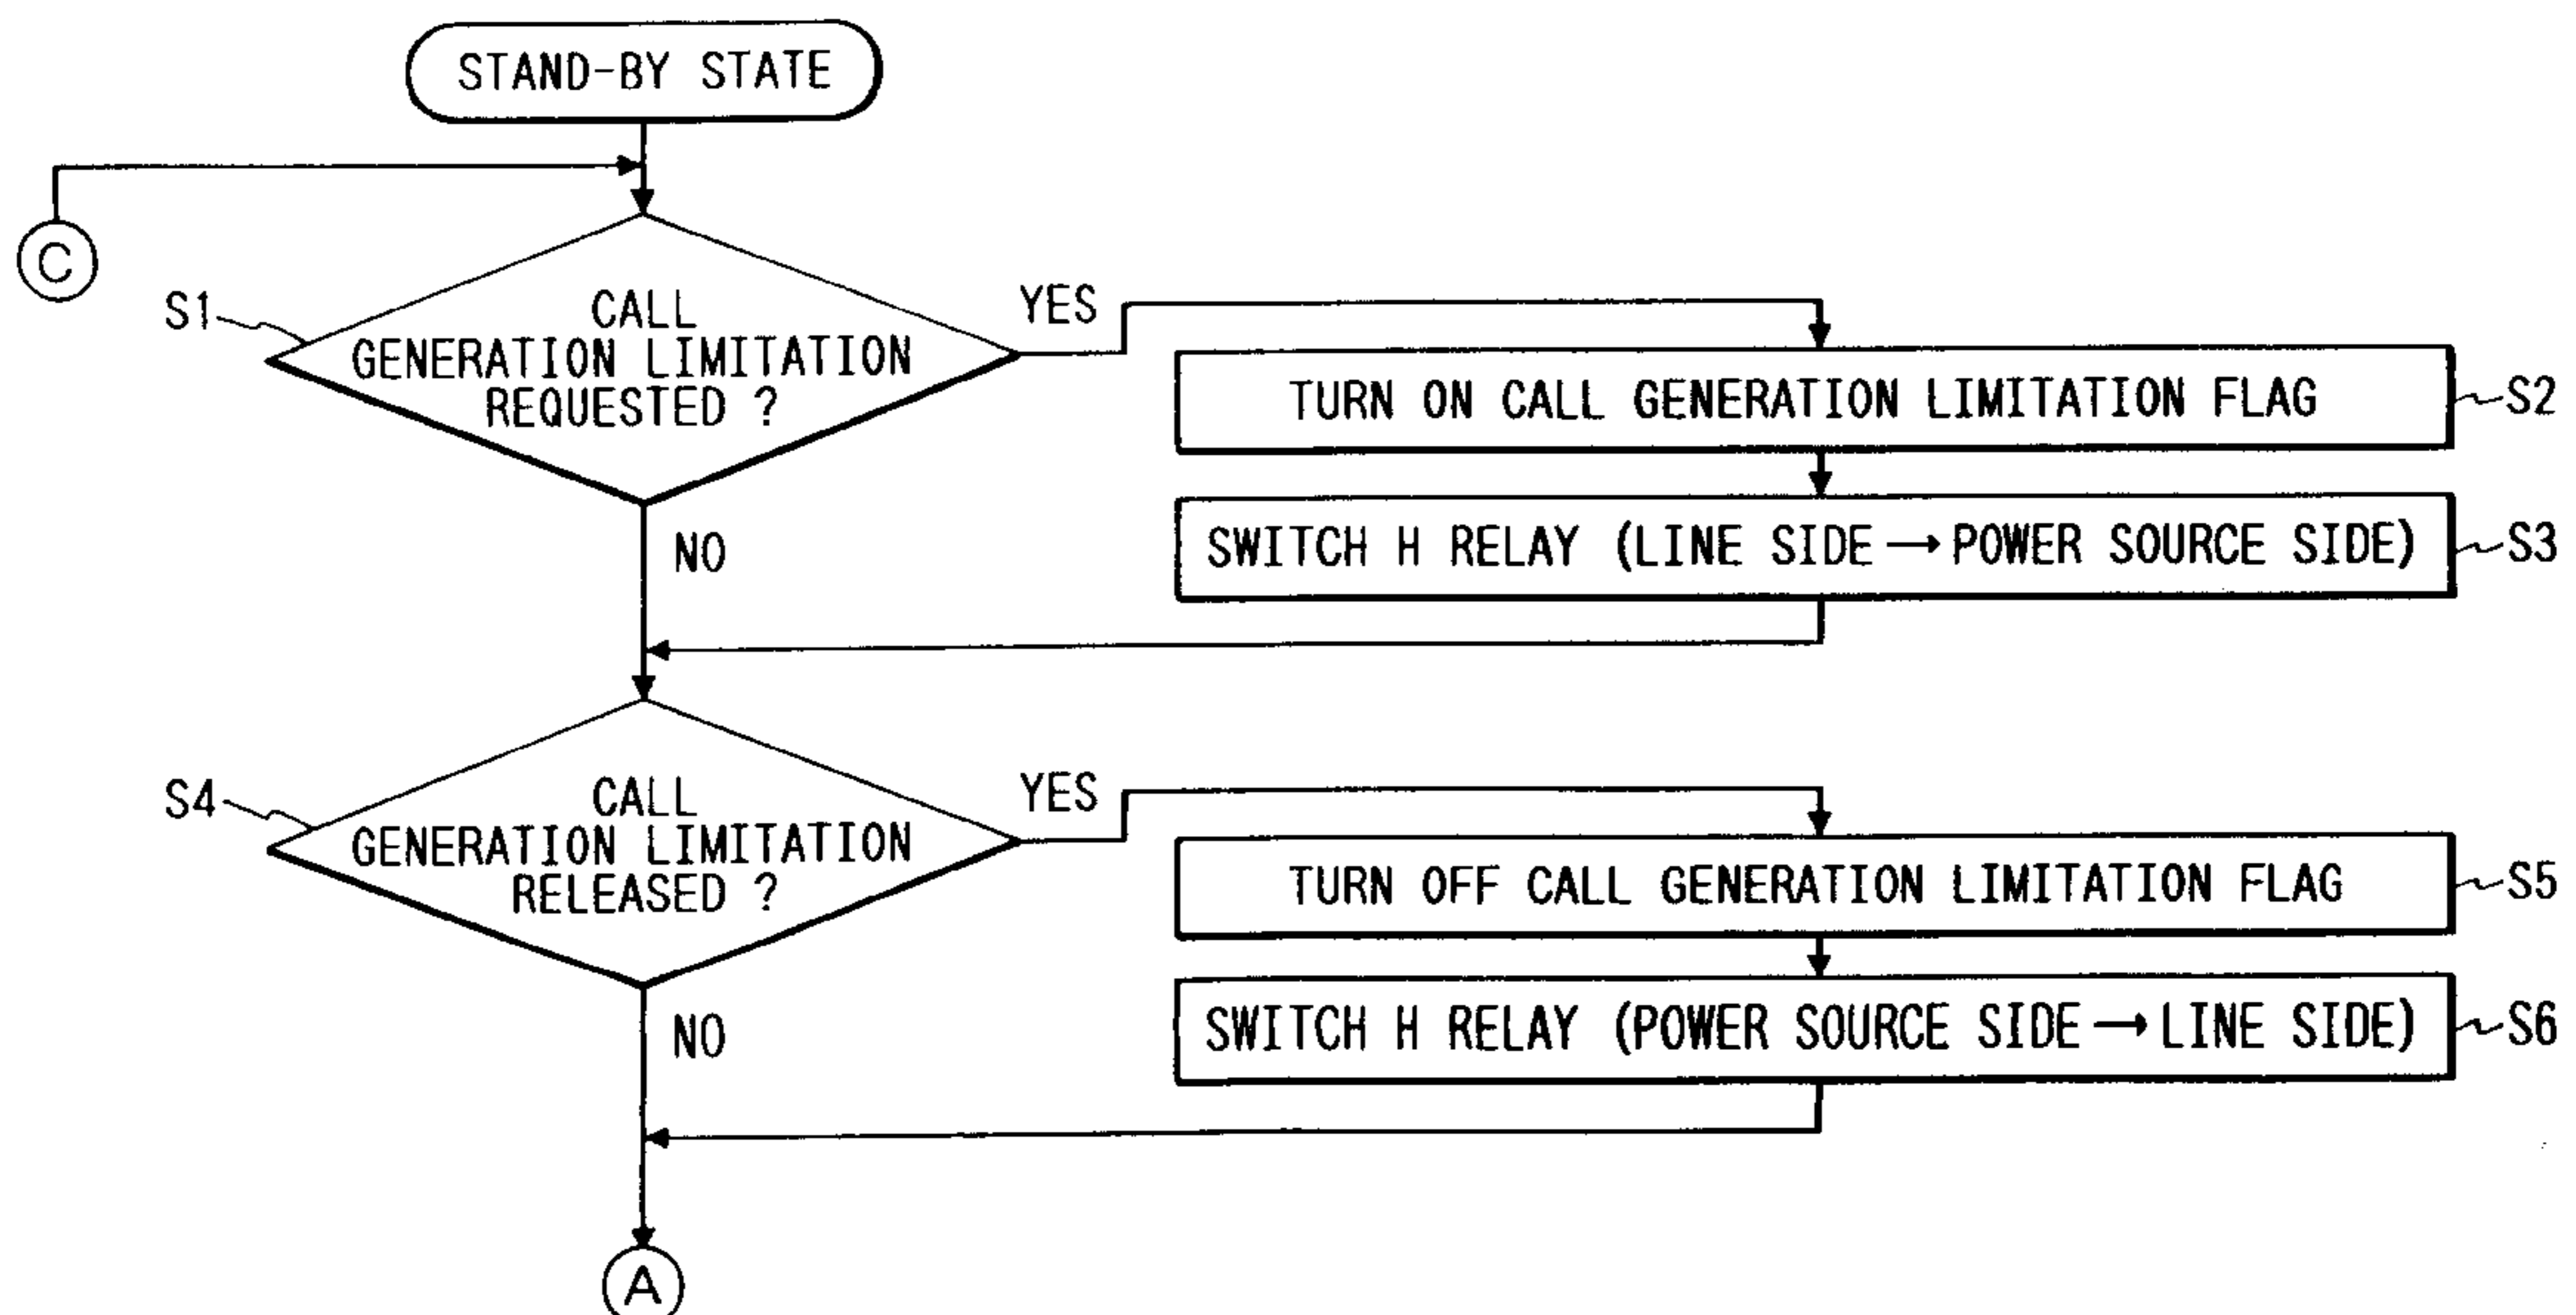 STAND-BY STATE
C
S1
CALL
GENERATION LIMITATION
REQUESTED ?
YES
TURN ON CALL GENERATION LIMITATION FLAG
S2
SWITCH H RELAY (LINE SIDE → POWER SOURCE SIDE)
S3
NO
S4
CALL
GENERATION LIMITATION
RELEASED ?
YES
TURN OFF CALL GENERATION LIMITATION FLAG
S5
SWITCH H RELAY (POWER SOURCE SIDE → LINE SIDE)
S6
NO
A